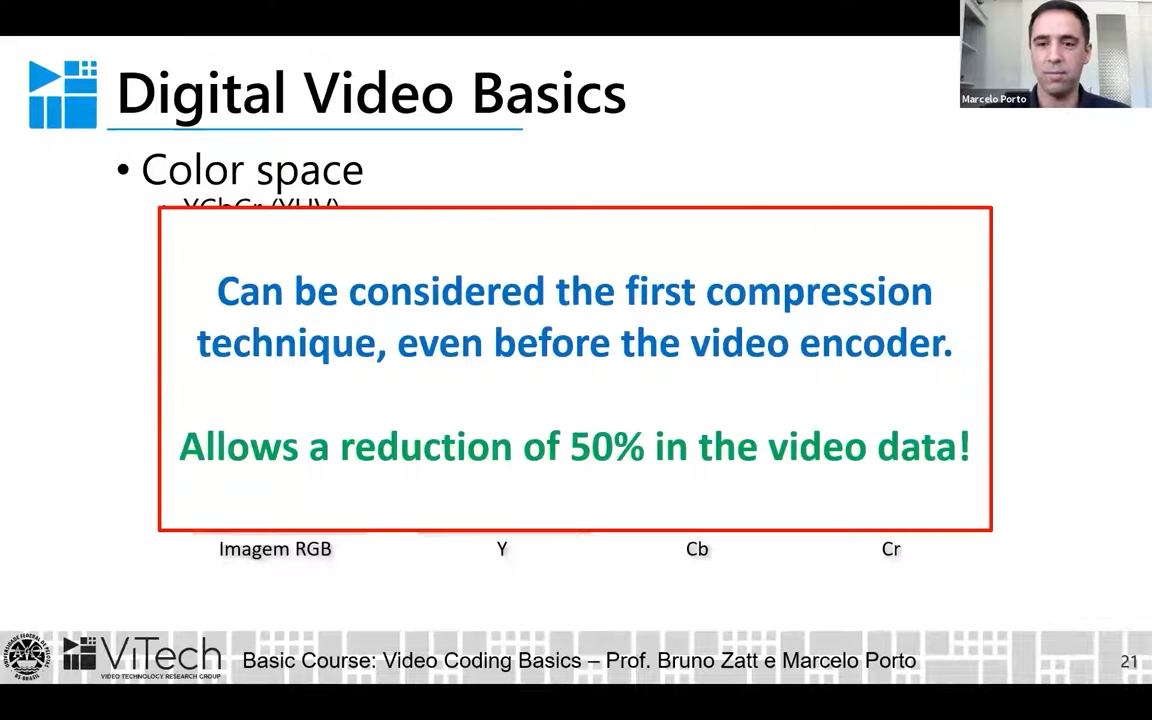 Marcelo Porto
Digital Video Basics
• Color space
• YCbCr (YUV)
Can be considered the first compression
technique, even before the video encoder.
Allows a reduction of 50% in the video data!
Imagem RGB
Y
Cb
Cr
ViTech
VIDEO TECHNOLOGY RESEARCH GROUP
Basic Course: Video Coding Basics – Prof. Bruno Zatt e Marcelo Porto
21